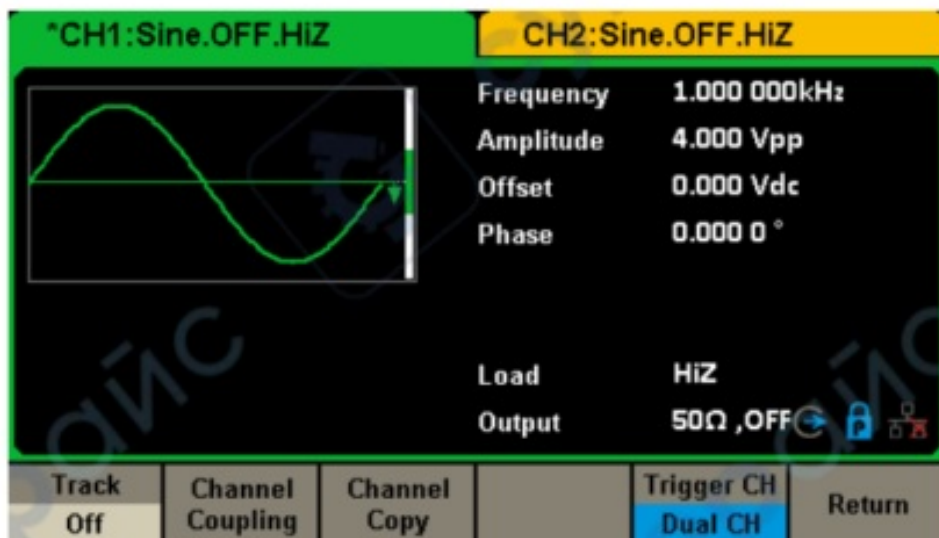 *CH1:Sine.OFF.HiZ
CH2:Sine.OFF.HiZ
Frequency 1.000 000kHz
Amplitude 4.000 Vpp
Offset 0.000 Vdc
Phase 0.000 0 °
Load HiZ
Output 50Ω ,OFF
P
Track
Off
Channel
Coupling
Channel
Copy
Trigger CH
Dual CH
Return
райс